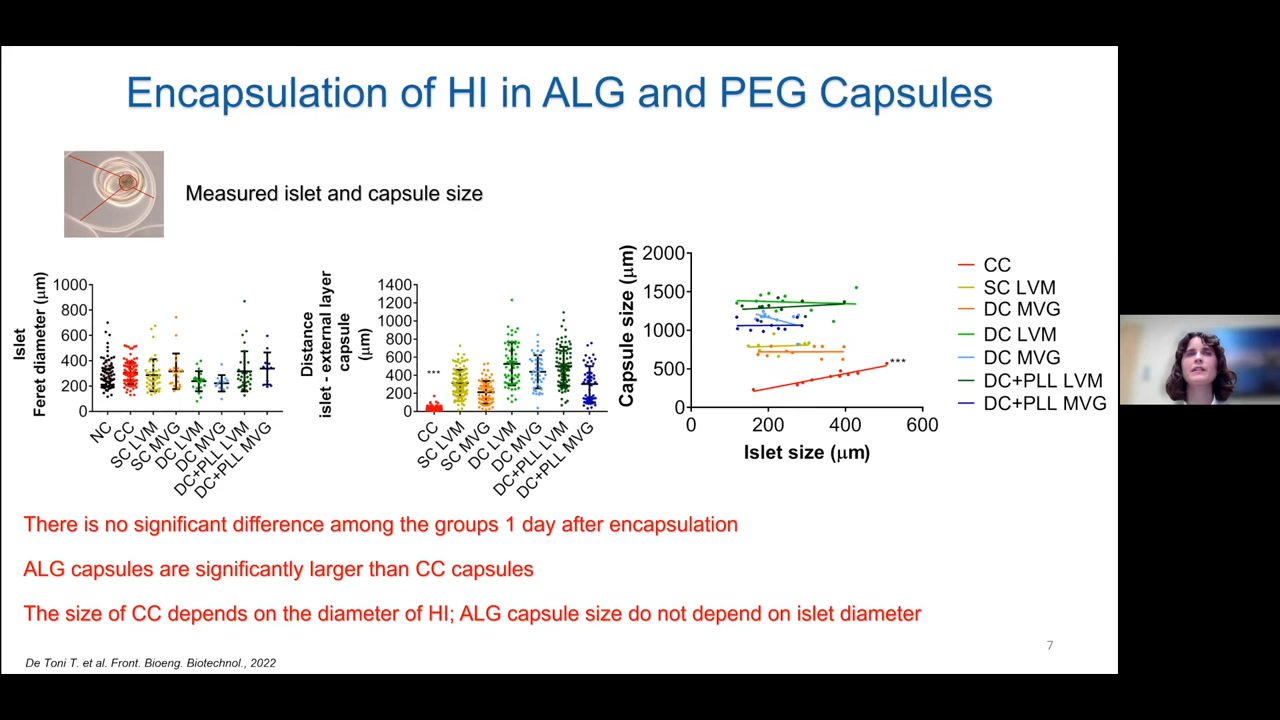 Encapsulation of HI in ALG and PEG Capsules
Measured islet and capsule size
Islet
Feret diameter (μm)
1000
800
600
400
200
0
NC
CC
SC LVM
SC MVG
DC LVM
DC MVG
DC+PLL LVM
DC+PLL MVG
Distance
islet - external layer
capsule
(μm)
1400
1200
1000
800
600
400
200
0
***
CC
SC LVM
SC MVG
DC LVM
DC MVG
DC+PLL LVM
DC+PLL MVG
Capsule size (μm)
2000
1500
1000
500
0
***
0
200
400
600
Islet size (μm)
CC
SC LVM
DC MVG
DC LVM
DC MVG
DC+PLL LVM
DC+PLL MVG
There is no significant difference among the groups 1 day after encapsulation
ALG capsules are significantly larger than CC capsules
The size of CC depends on the diameter of HI; ALG capsule size do not depend on islet diameter
7
De Toni T. et al. Front. Bioeng. Biotechnol., 2022